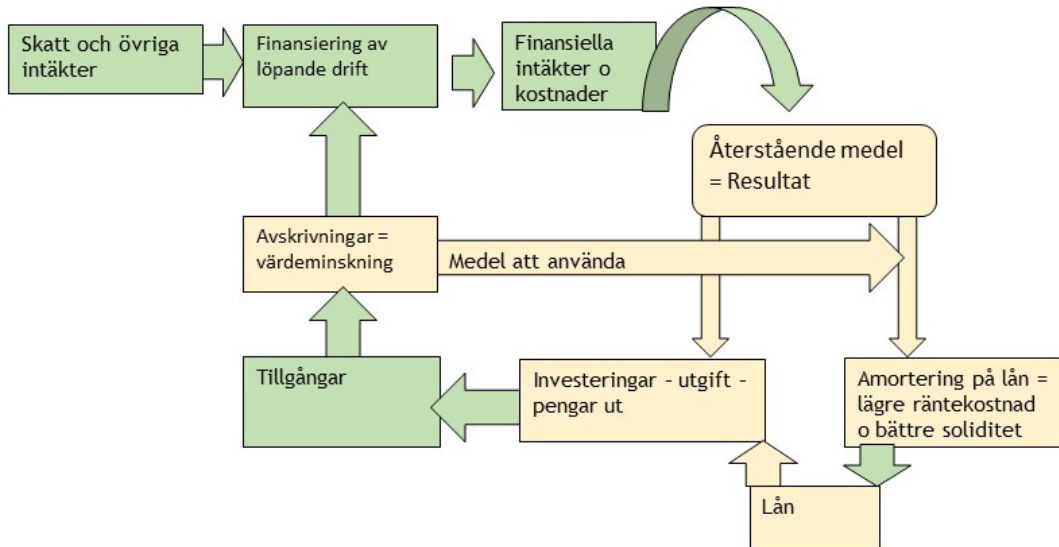 Skatt och övriga
intäkter
Finansiering av
löpande drift
Finansiella
intäkter o
kostnader
Återstående medel
= Resultat
Avskrivningar =
värdeminskning
Medel att använda
Tillgångar
Investeringar - utgift -
pengar ut
Amortering på lån =
lägre räntekostnad
o bättre soliditet
Lån